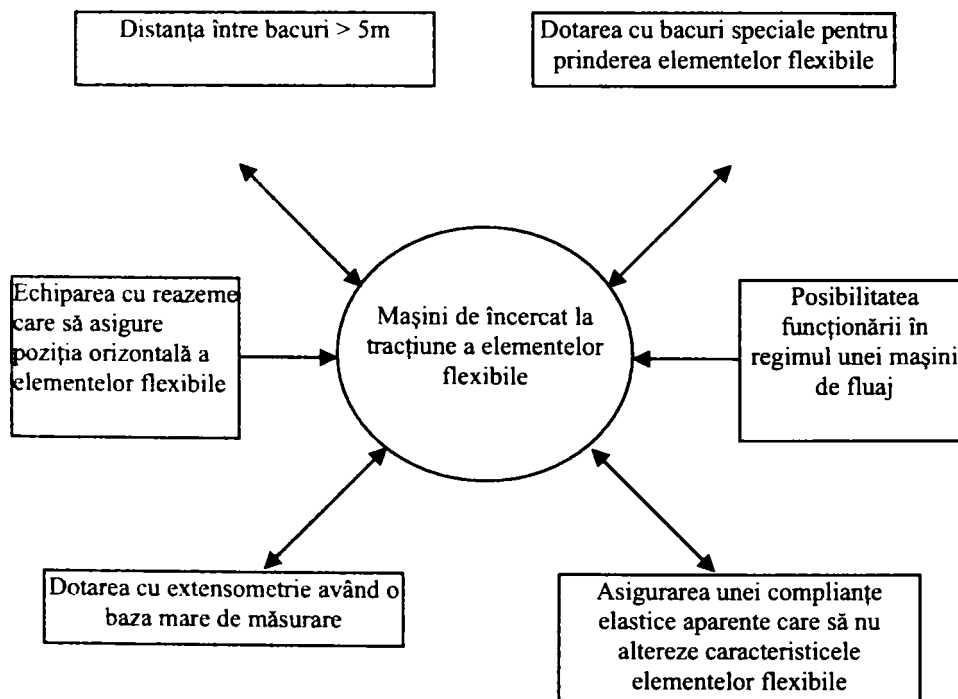 Distanța între bacuri > 5m
Dotarea cu bacuri speciale pentru
prinderea elementelor flexibile
Echiparea cu reazeme
care să asigure
poziția orizontală a
elementelor flexibile
Mașini de încercat la
tracțiune a elementelor
flexibile
Posibilitatea
funcționării în
regimul unei mașini
de fluaj
Dotarea cu extensometrie având o
baza mare de măsurare
Asigurarea unei complianțe
elastice aparente care să nu
altereze caracteristicele
elementelor flexibile